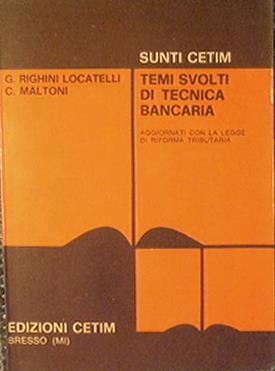 SUNTI CETIM
G. RIGHINI LOCATELLI
C. MALTONI
TEMI SVOLTI
DI TECNICA
BANCARIA
AGGIORNATI CON LA LEGGE
DI RIFORMA TRIBUTARIA
EDIZIONI CETIM
BRESSO (MI)